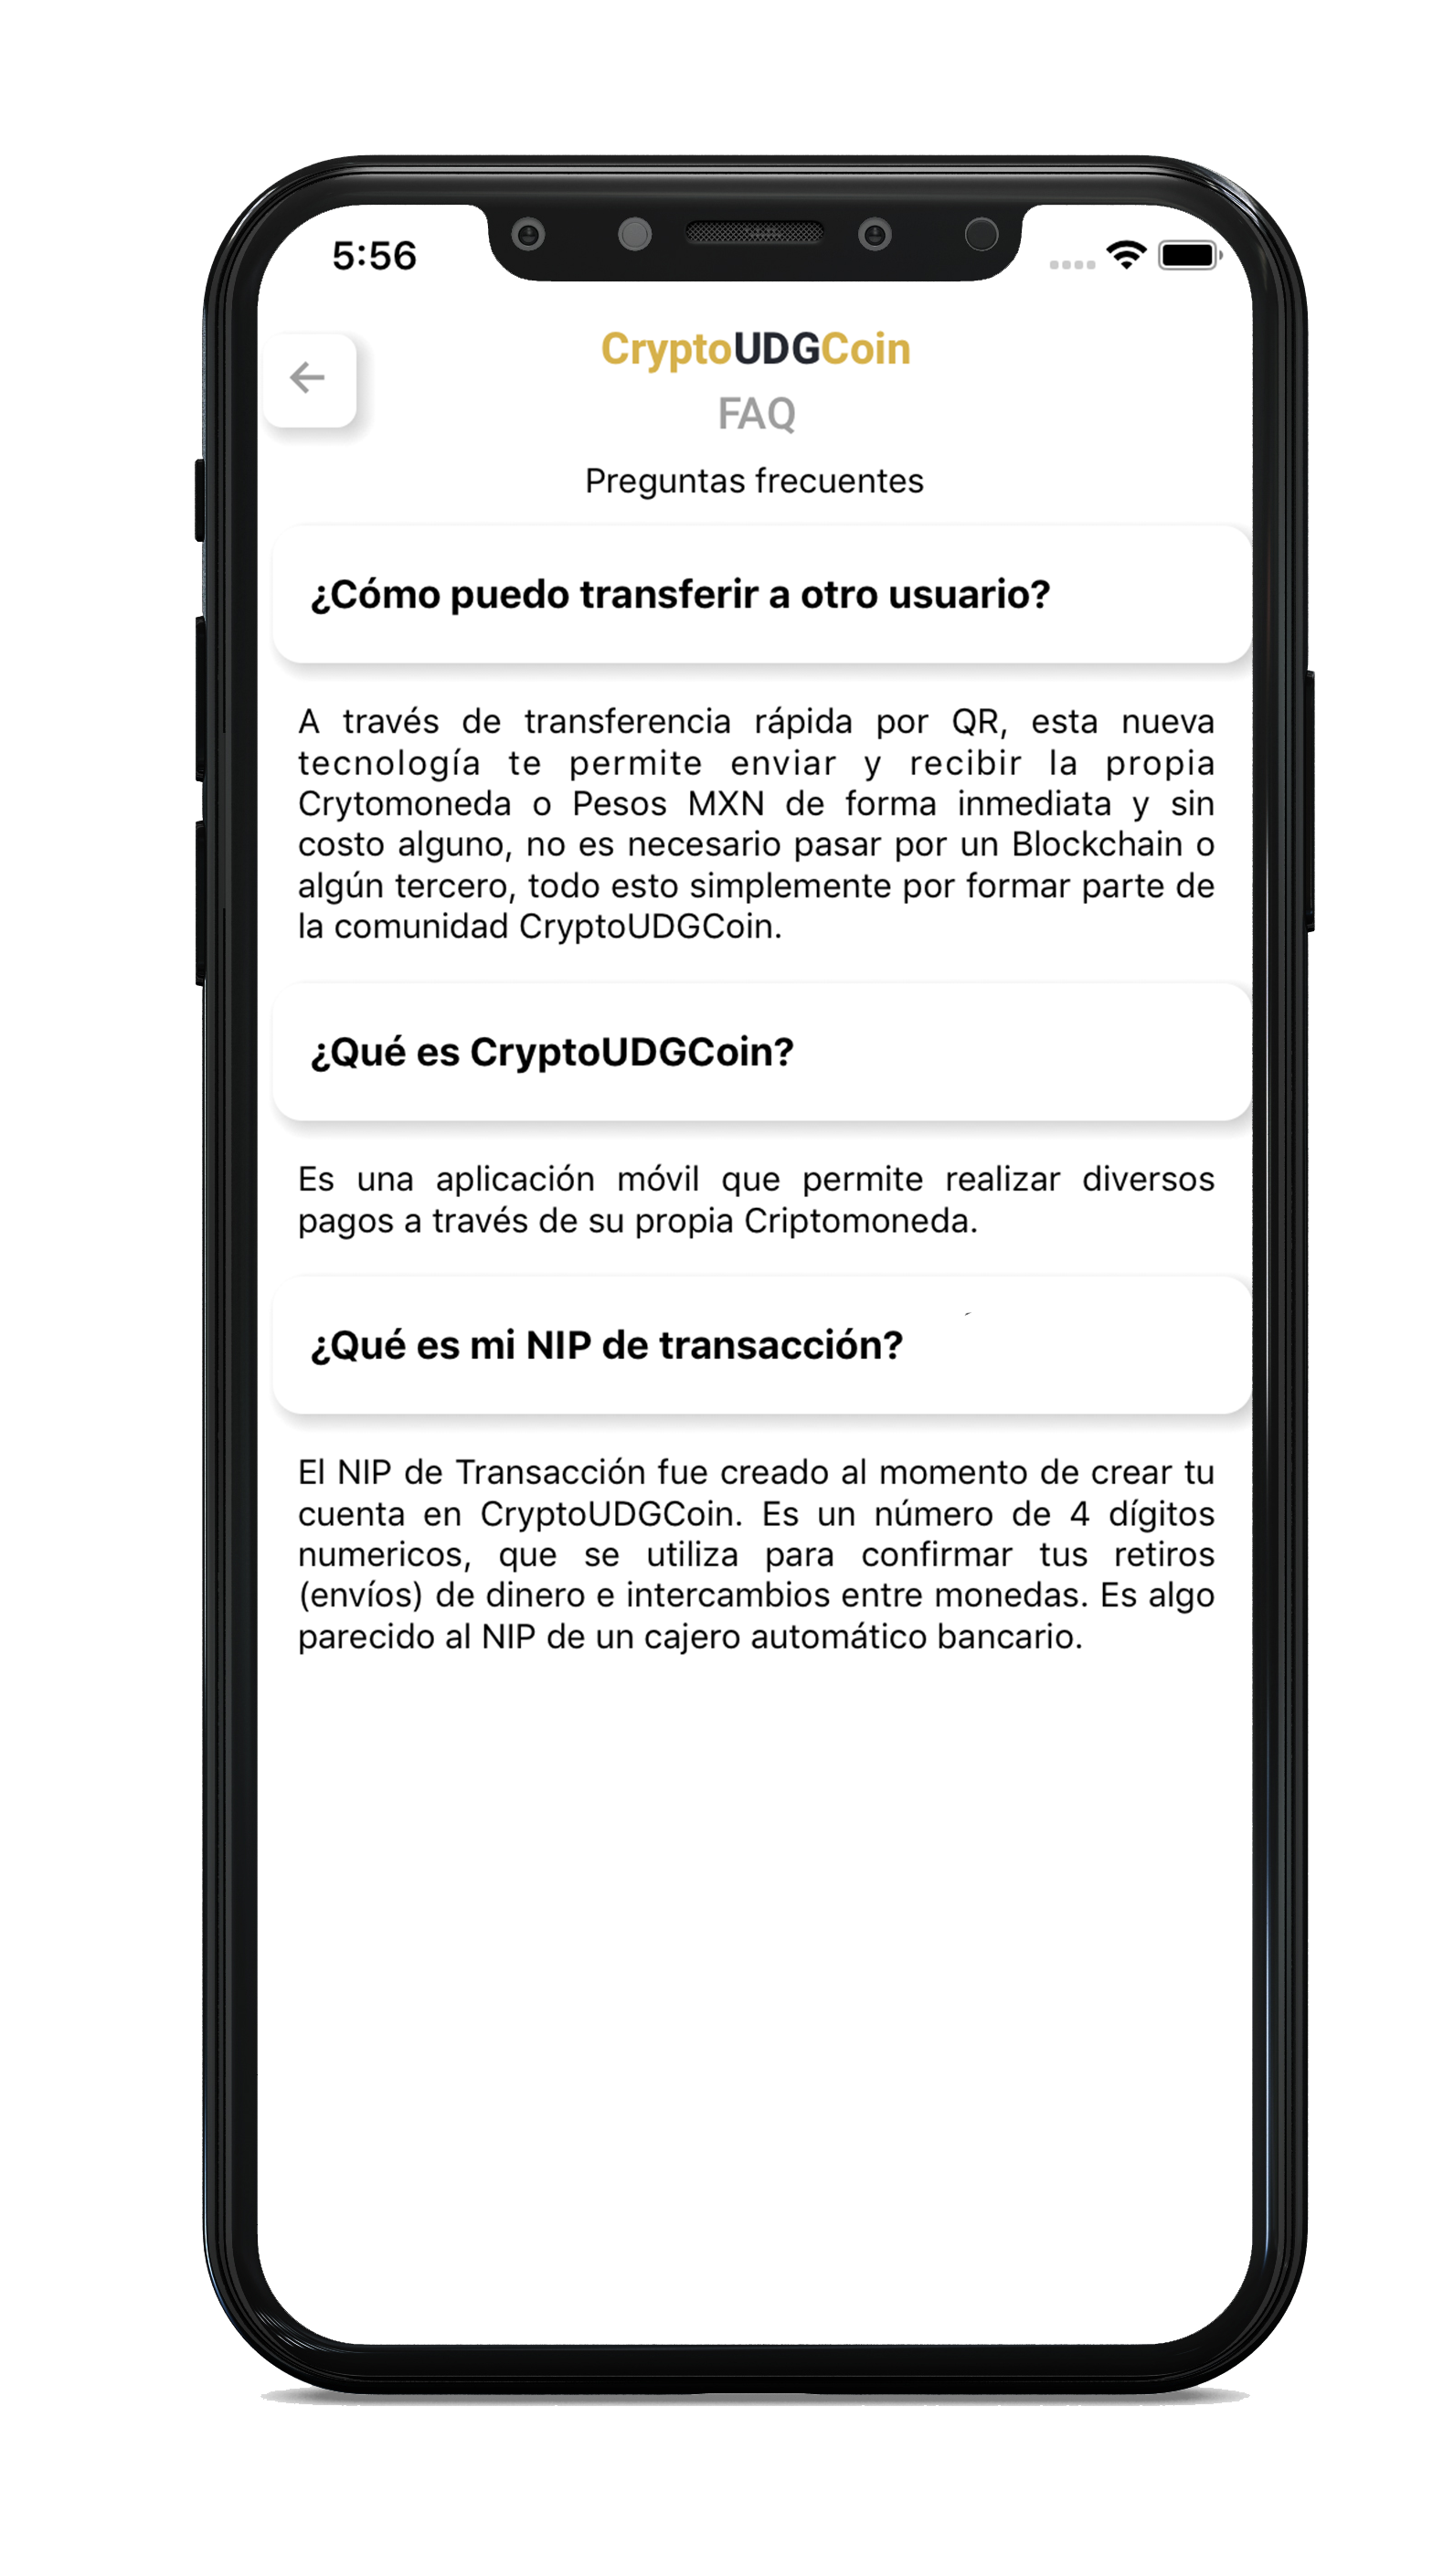 5:56
CryptoUDGCoin
FAQ
Preguntas frecuentes
¿Cómo puedo transferir a otro usuario?
A través de transferencia rápida por QR, esta nueva
tecnología te permite enviar y recibir la propia
Crytomoneda o Pesos MXN de forma inmediata y sin
costo alguno, no es necesario pasar por un Blockchain o
algún tercero, todo esto simplemente por formar parte de
la comunidad CryptoUDGCoin.
¿Qué es CryptoUDGCoin?
Es una aplicación móvil que permite realizar diversos
pagos a través de su propia Criptomoneda.
¿Qué es mi NIP de transacción?
El NIP de Transacción fue creado al momento de crear tu
cuenta en CryptoUDGCoin. Es un número de 4 dígitos
numericos, que se utiliza para confirmar tus retiros
(envíos) de dinero e intercambios entre monedas. Es algo
parecido al NIP de un cajero automático bancario.